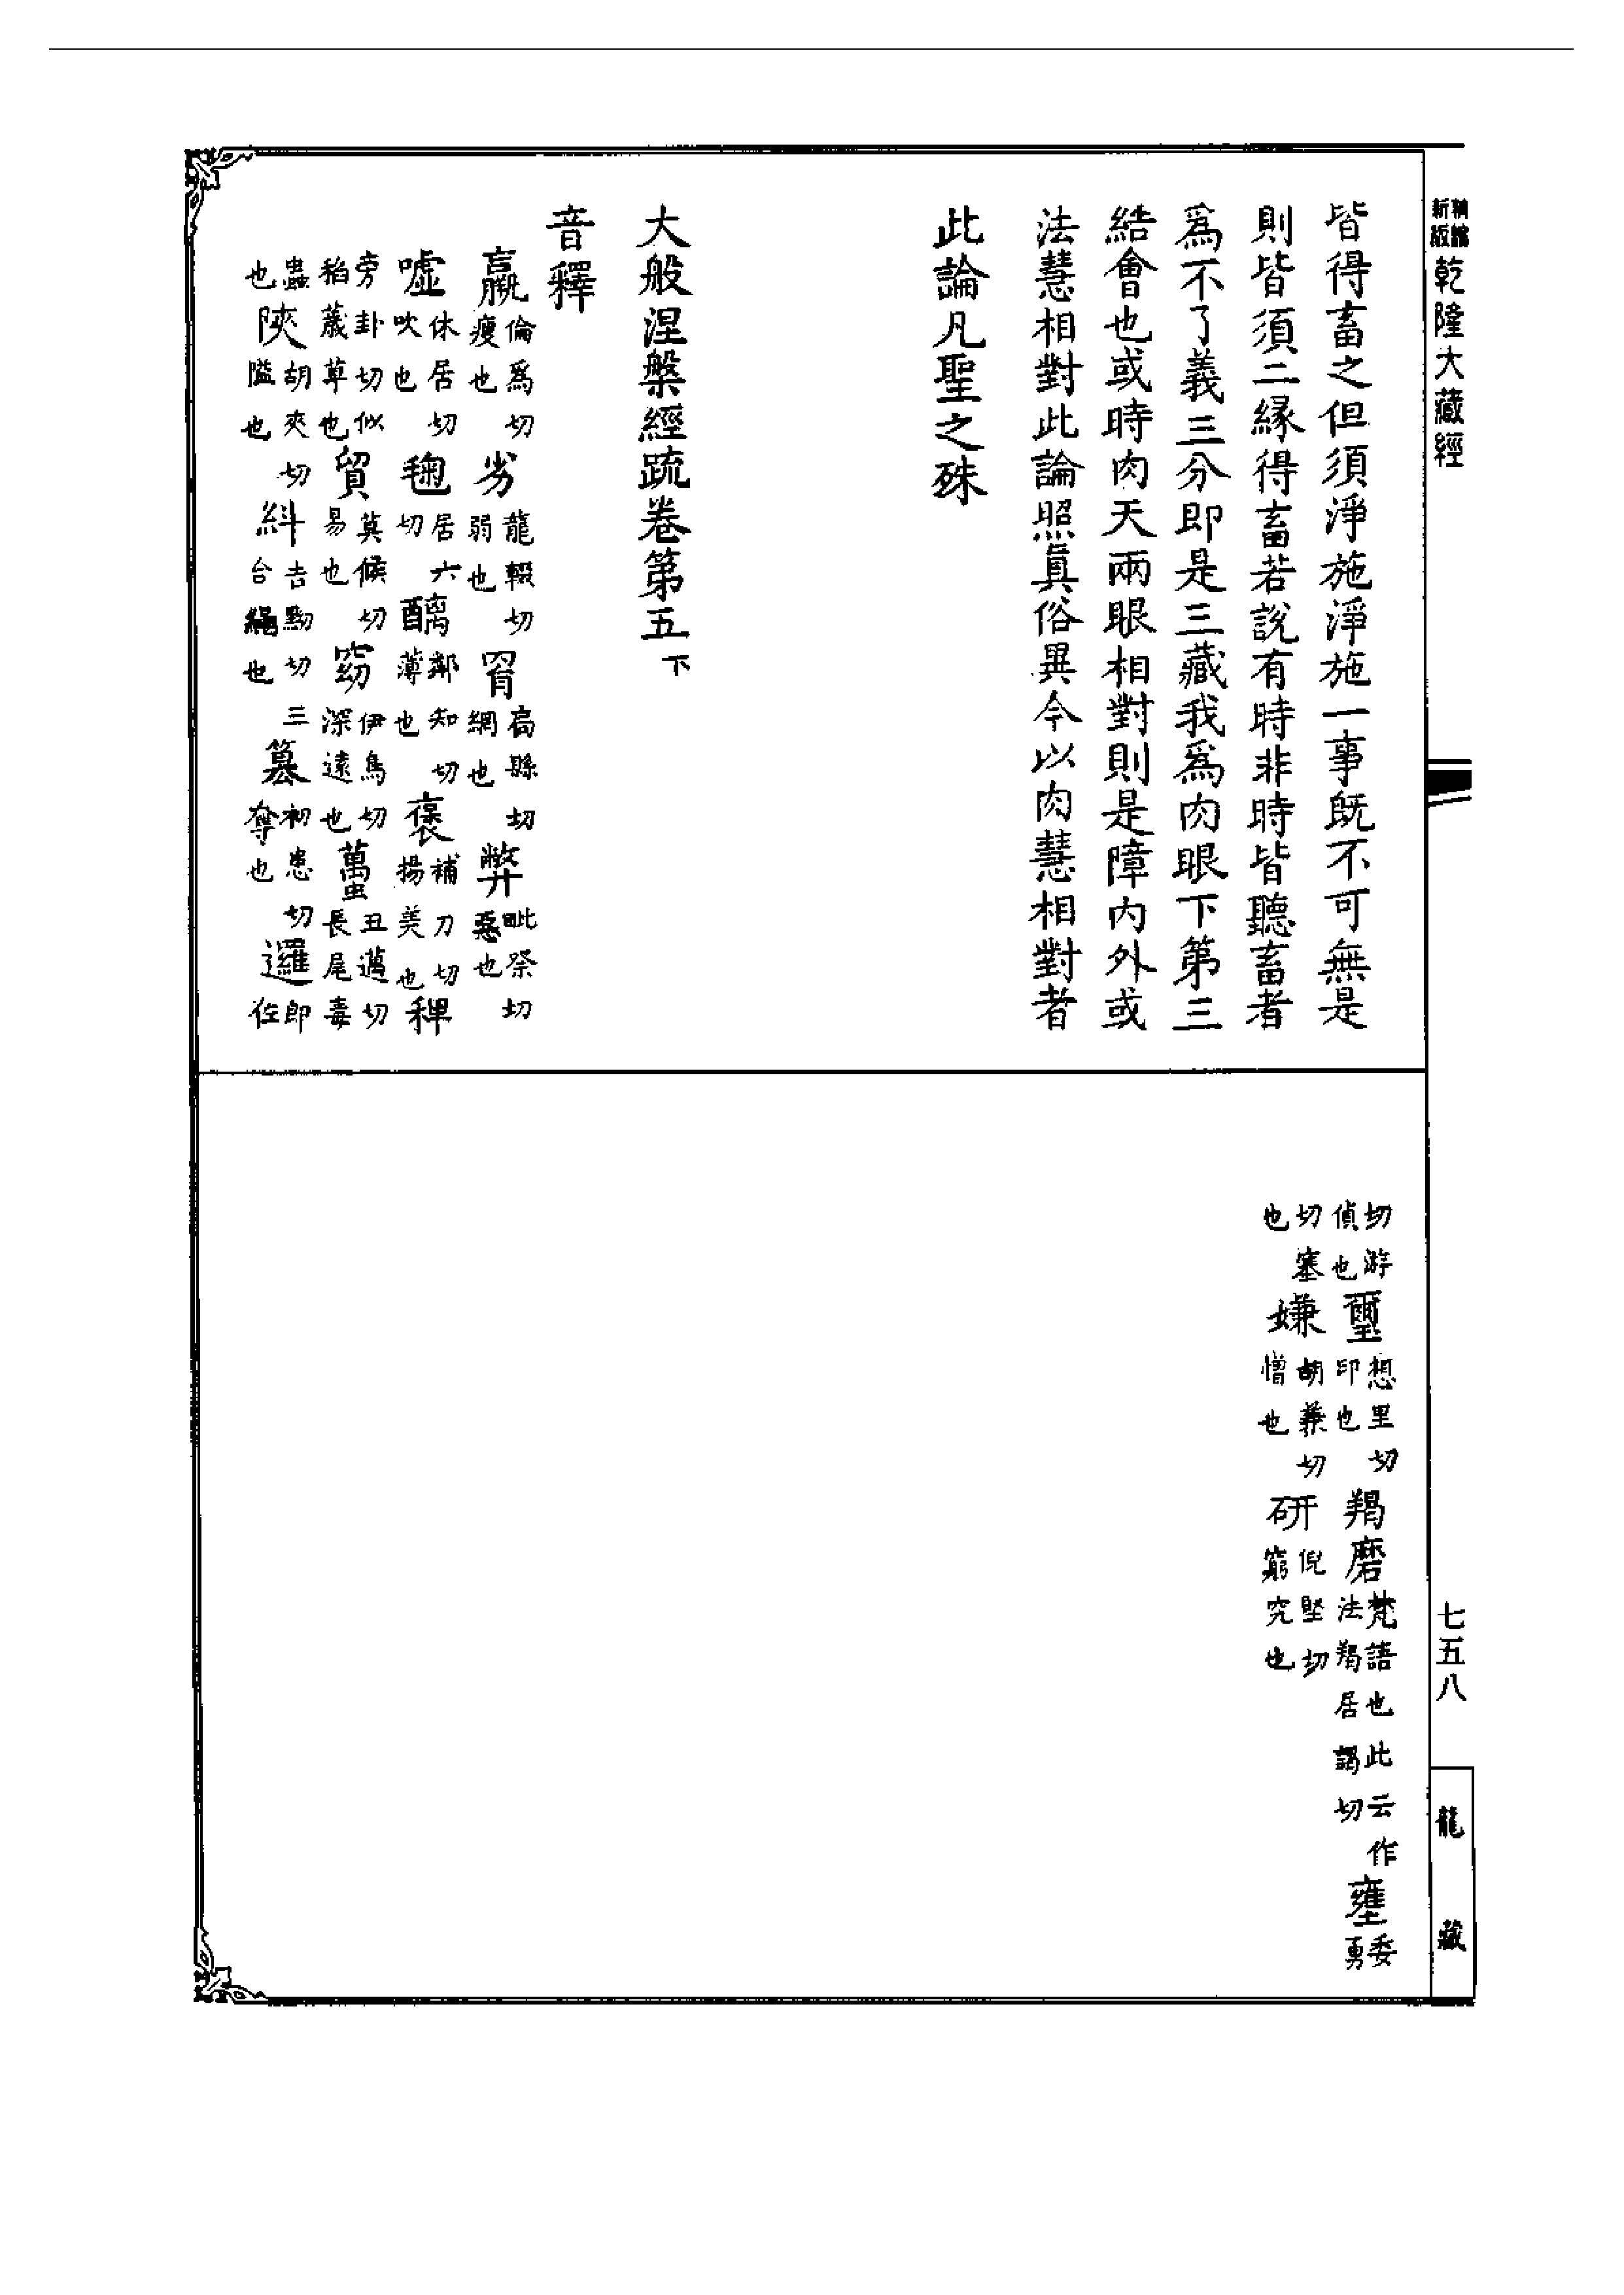 新版精縮乾隆大藏經
七五八
龍藏
皆得畜之但須淨施淨施一事既不可無是
則皆須二緣得畜若說有時非時皆聽畜者
爲不了義三分即是三藏我爲肉眼下第三
結會也或時肉天兩眼相對則是障內外或
法慧相對此論照眞俗異今以肉慧相對者
此論凡聖之殊
大般涅槃經疏卷第五下
音釋
羸倫爲切瘦也 劣龍輟切弱也 罥扃縣切網也 弊毗祭切惡也
嘘休居切吹也 毱居六切 醨鄰知切薄也 褒補刀切揚美也 稗
旁卦切似稻薉草也 貿莫候切易也 窈伊鳥切深遠也 蠆丑邁切長尾毒
蟲也 陜胡夾切隘也 糾吉黝切三合繩也 篡初患切奪也 邏郎佐
切游偵也 璽想里切印也 羯磨梵語也此云作法羯居謁切 壅委勇
切塞也 嫌胡兼切憎也 硏倪堅切窮究也